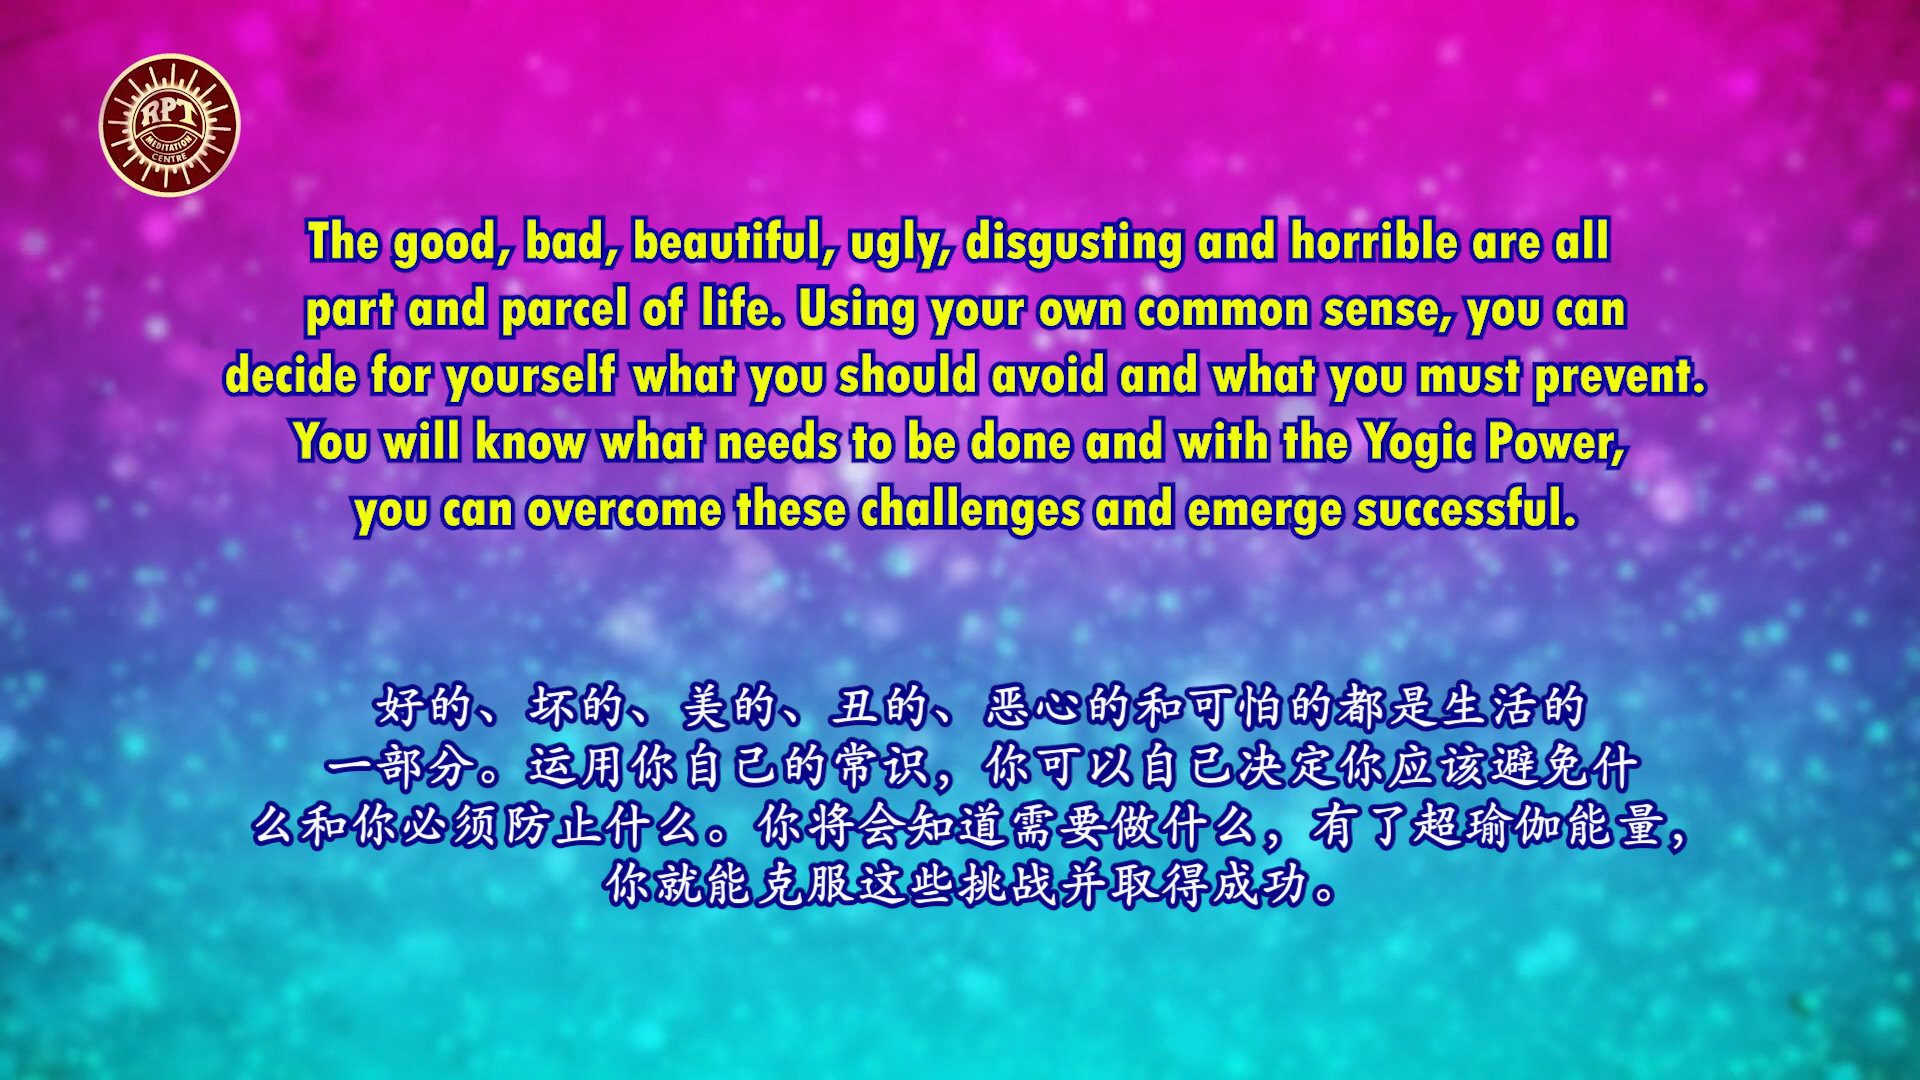 RPT
MEDITATION
CENTRE
The good, bad, beautiful, ugly, disgusting and horrible are all
part and parcel of life. Using your own common sense, you can
decide for yourself what you should avoid and what you must prevent.
You will know what needs to be done and with the Yogic Power,
you can overcome these challenges and emerge successful.
好的、坏的、美的、丑的、恶心的和可怕的都是生活的
一部分。运用你自己的常识，你可以自己决定你应该避免什
么和你必须防止什么。你将会知道需要做什么，有了超瑜伽能量，
你就能克服这些挑战并取得成功。